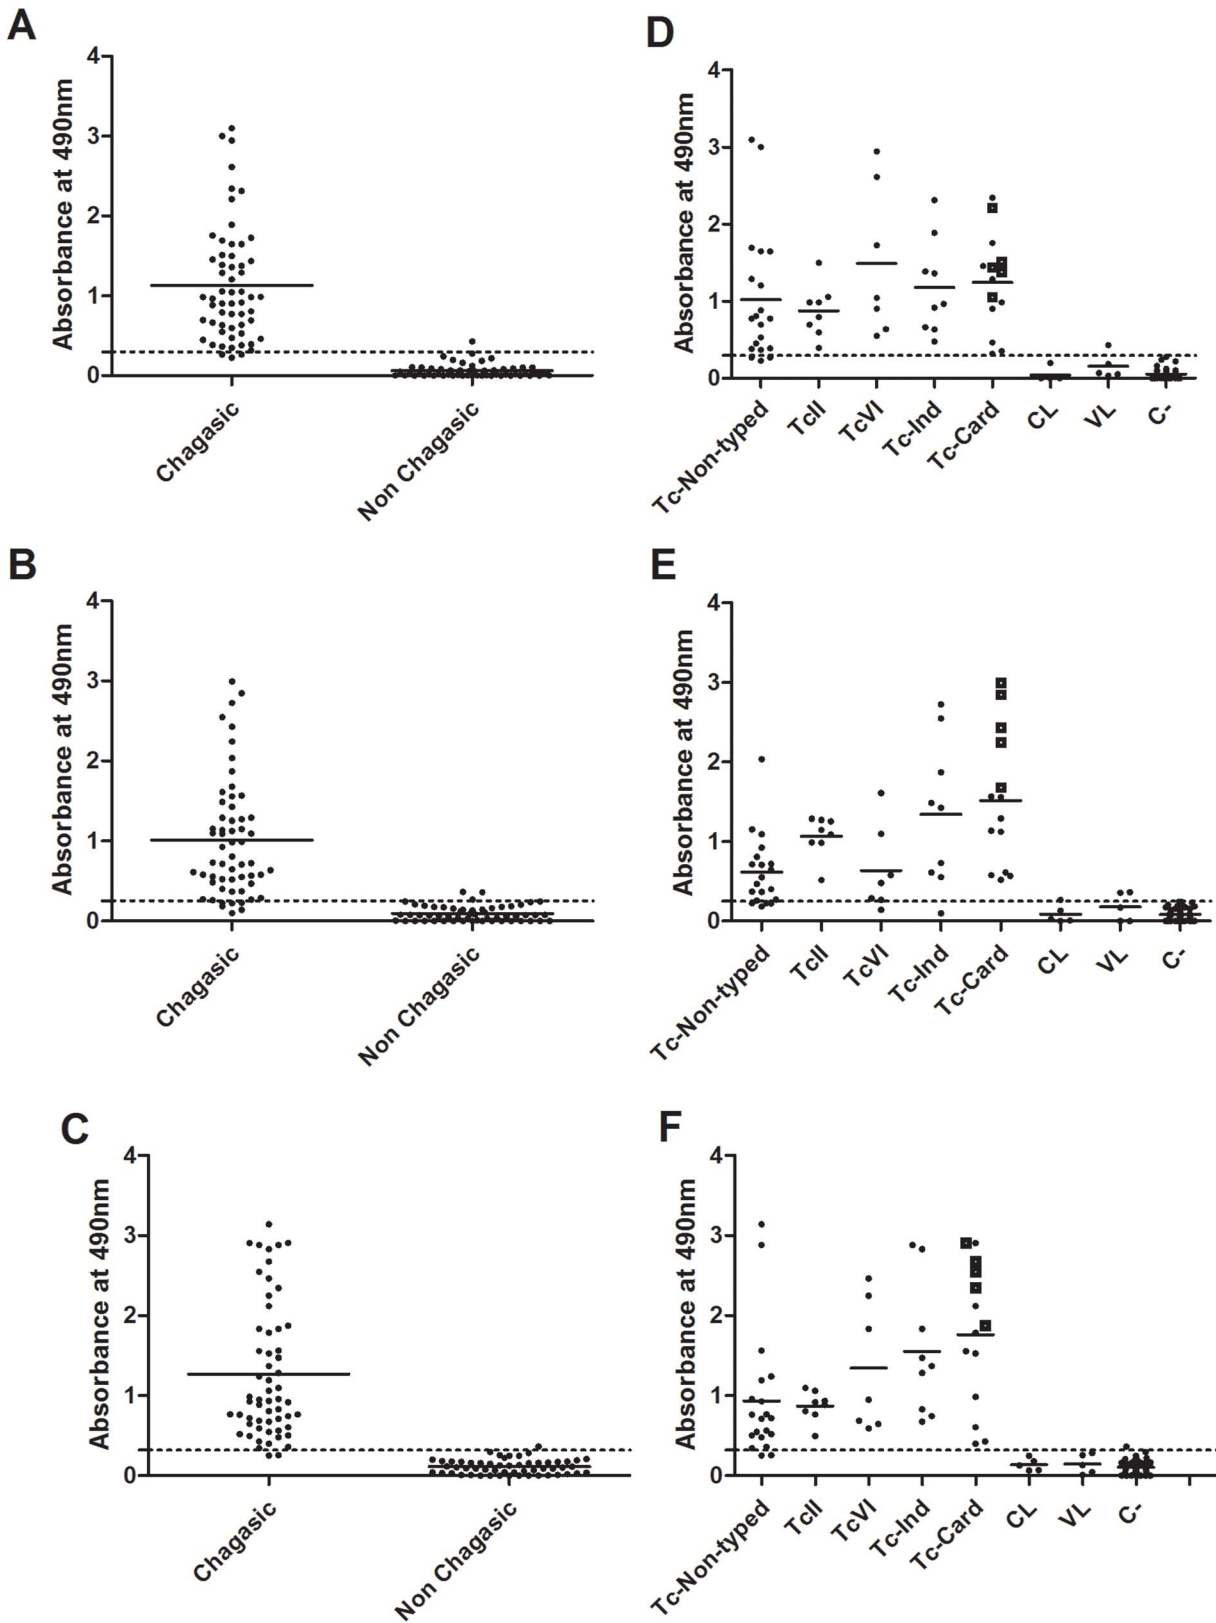 A
Absorbance at 490nm
4
3
2
1
0
Chagasic
Non Chagasic
D
Absorbance at 490nm
4
3
2
1
0
Tc-Non-typed
TcII
TcVI
Tc-Ind
Tc-Card
CL
VL
C-
B
Absorbance at 490nm
4
3
2
1
0
Chagasic
Non Chagasic
E
Absorbance at 490nm
4
3
2
1
0
Tc-Non-typed
TcII
TcVI
Tc-Ind
Tc-Card
CL
VL
C-
C
Absorbance at 490nm
4
3
2
1
0
Chagasic
Non Chagasic
F
Absorbance at 490nm
4
3
2
1
0
Tc-Non-typed
TcII
TcVI
Tc-Ind
Tc-Card
CL
VL
C-